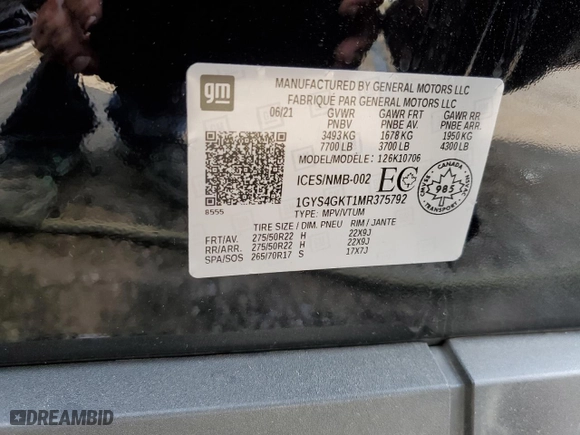 gm
MANUFACTURED BY GENERAL MOTORS LLC
FABRIQUÉ PAR GENERAL MOTORS LLC
06/21 GVWR GAWR FRT GAWR RR
PNBV PNBE AV. PNBE ARR.
3493 KG 1678 KG 1950 KG
7700 LB 3700 LB 4300 LB
MODEL/MODÈLE: 126K10706
ICES/NMB-002 EC
CANADA 985 TRANSPORT
8555
1GYS4GKT1MR375792
TYPE: MPV/VTUM
TIRE SIZE / DIM. PNEU RIM / JANTE
FRT/AV. 275/50R22 H 22X9J
RR/ARR. 275/50R22 H 22X9J
SPA/SOS 265/70R17 S 17X7J
DREAMBID